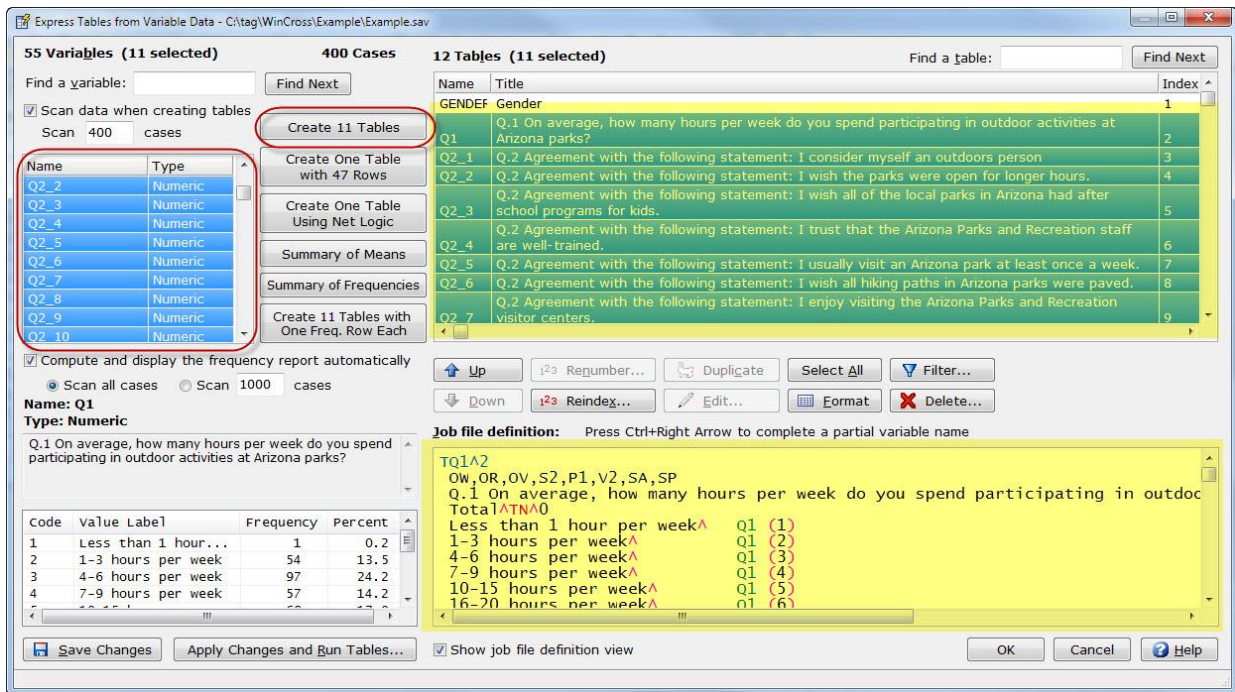 Express Tables from Variable Data - C:\tag\WinCross\Example\Example.sav
55 Variables (11 selected) 400 Cases
Find a variable: Find Next
Scan data when creating tables
Scan 400 cases
Create 11 Tables
Name Type
Q2_2 Numeric
Q2_3 Numeric
Q2_4 Numeric
Q2_5 Numeric
Q2_6 Numeric
Q2_7 Numeric
Q2_8 Numeric
Q2_9 Numeric
Q2_10 Numeric
Create One Table
with 47 Rows
Create One Table
Using Net Logic
Summary of Means
Summary of Frequencies
Create 11 Tables with
One Freq. Row Each
Compute and display the frequency report automatically
Scan all cases Scan 1000 cases
Name: Q1
Type: Numeric
Q.1 On average, how many hours per week do you spend
participating in outdoor activities at Arizona parks?
Code Value Label Frequency Percent
1 Less than 1 hour... 1 0.2
2 1-3 hours per week 54 13.5
3 4-6 hours per week 97 24.2
4 7-9 hours per week 57 14.2
Save Changes Apply Changes and Run Tables...
12 Tables (11 selected) Find a table: Find Next
Name Title Index
GENDER Gender 1
Q.1 On average, how many hours per week do you spend participating in outdoor activities at
Q1 Arizona parks? 2
Q2_1 Q.2 Agreement with the following statement: I consider myself an outdoors person 3
Q2_2 Q.2 Agreement with the following statement: I wish the parks were open for longer hours. 4
Q.2 Agreement with the following statement: I wish all of the local parks in Arizona had after
Q2_3 school programs for kids. 5
Q.2 Agreement with the following statement: I trust that the Arizona Parks and Recreation staff
Q2_4 are well-trained. 6
Q2_5 Q.2 Agreement with the following statement: I usually visit an Arizona park at least once a week. 7
Q2_6 Q.2 Agreement with the following statement: I wish all hiking paths in Arizona parks were paved. 8
Q.2 Agreement with the following statement: I enjoy visiting the Arizona Parks and Recreation
Q2_7 visitor centers. 9
Up 123 Renumber... Duplicate Select All Filter...
Down 123 Reindex... Edit... Format Delete...
Job file definition: Press Ctrl+Right Arrow to complete a partial variable name
TQ1^2
OW,OR,OV,S2,P1,V2,SA,SP
Q.1 On average, how many hours per week do you spend participating in outdoc
Total^TN^0
Less than 1 hour per week^ Q1 (1)
1-3 hours per week^ Q1 (2)
4-6 hours per week^ Q1 (3)
7-9 hours per week^ Q1 (4)
10-15 hours per week^ Q1 (5)
16-20 hours per week^ Q1 (6)
Show job file definition view OK Cancel Help